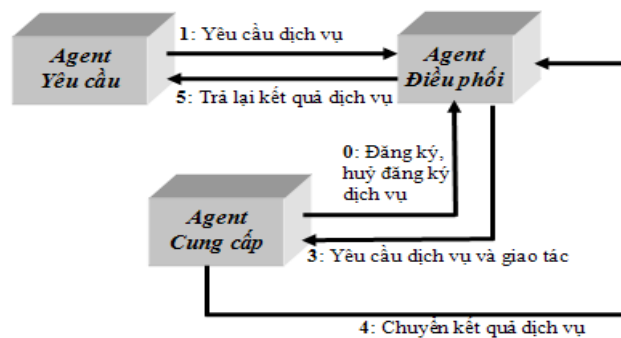 1: Yêu cầu dịch vụ
Agent
Yêu cầu
Agent
Điều phối
5: Trả lại kết quả dịch vụ
0: Đăng ký,
huỷ đăng ký
dịch vụ
Agent
Cung cấp
3: Yêu cầu dịch vụ và giao tác
4: Chuyển kết quả dịch vụ